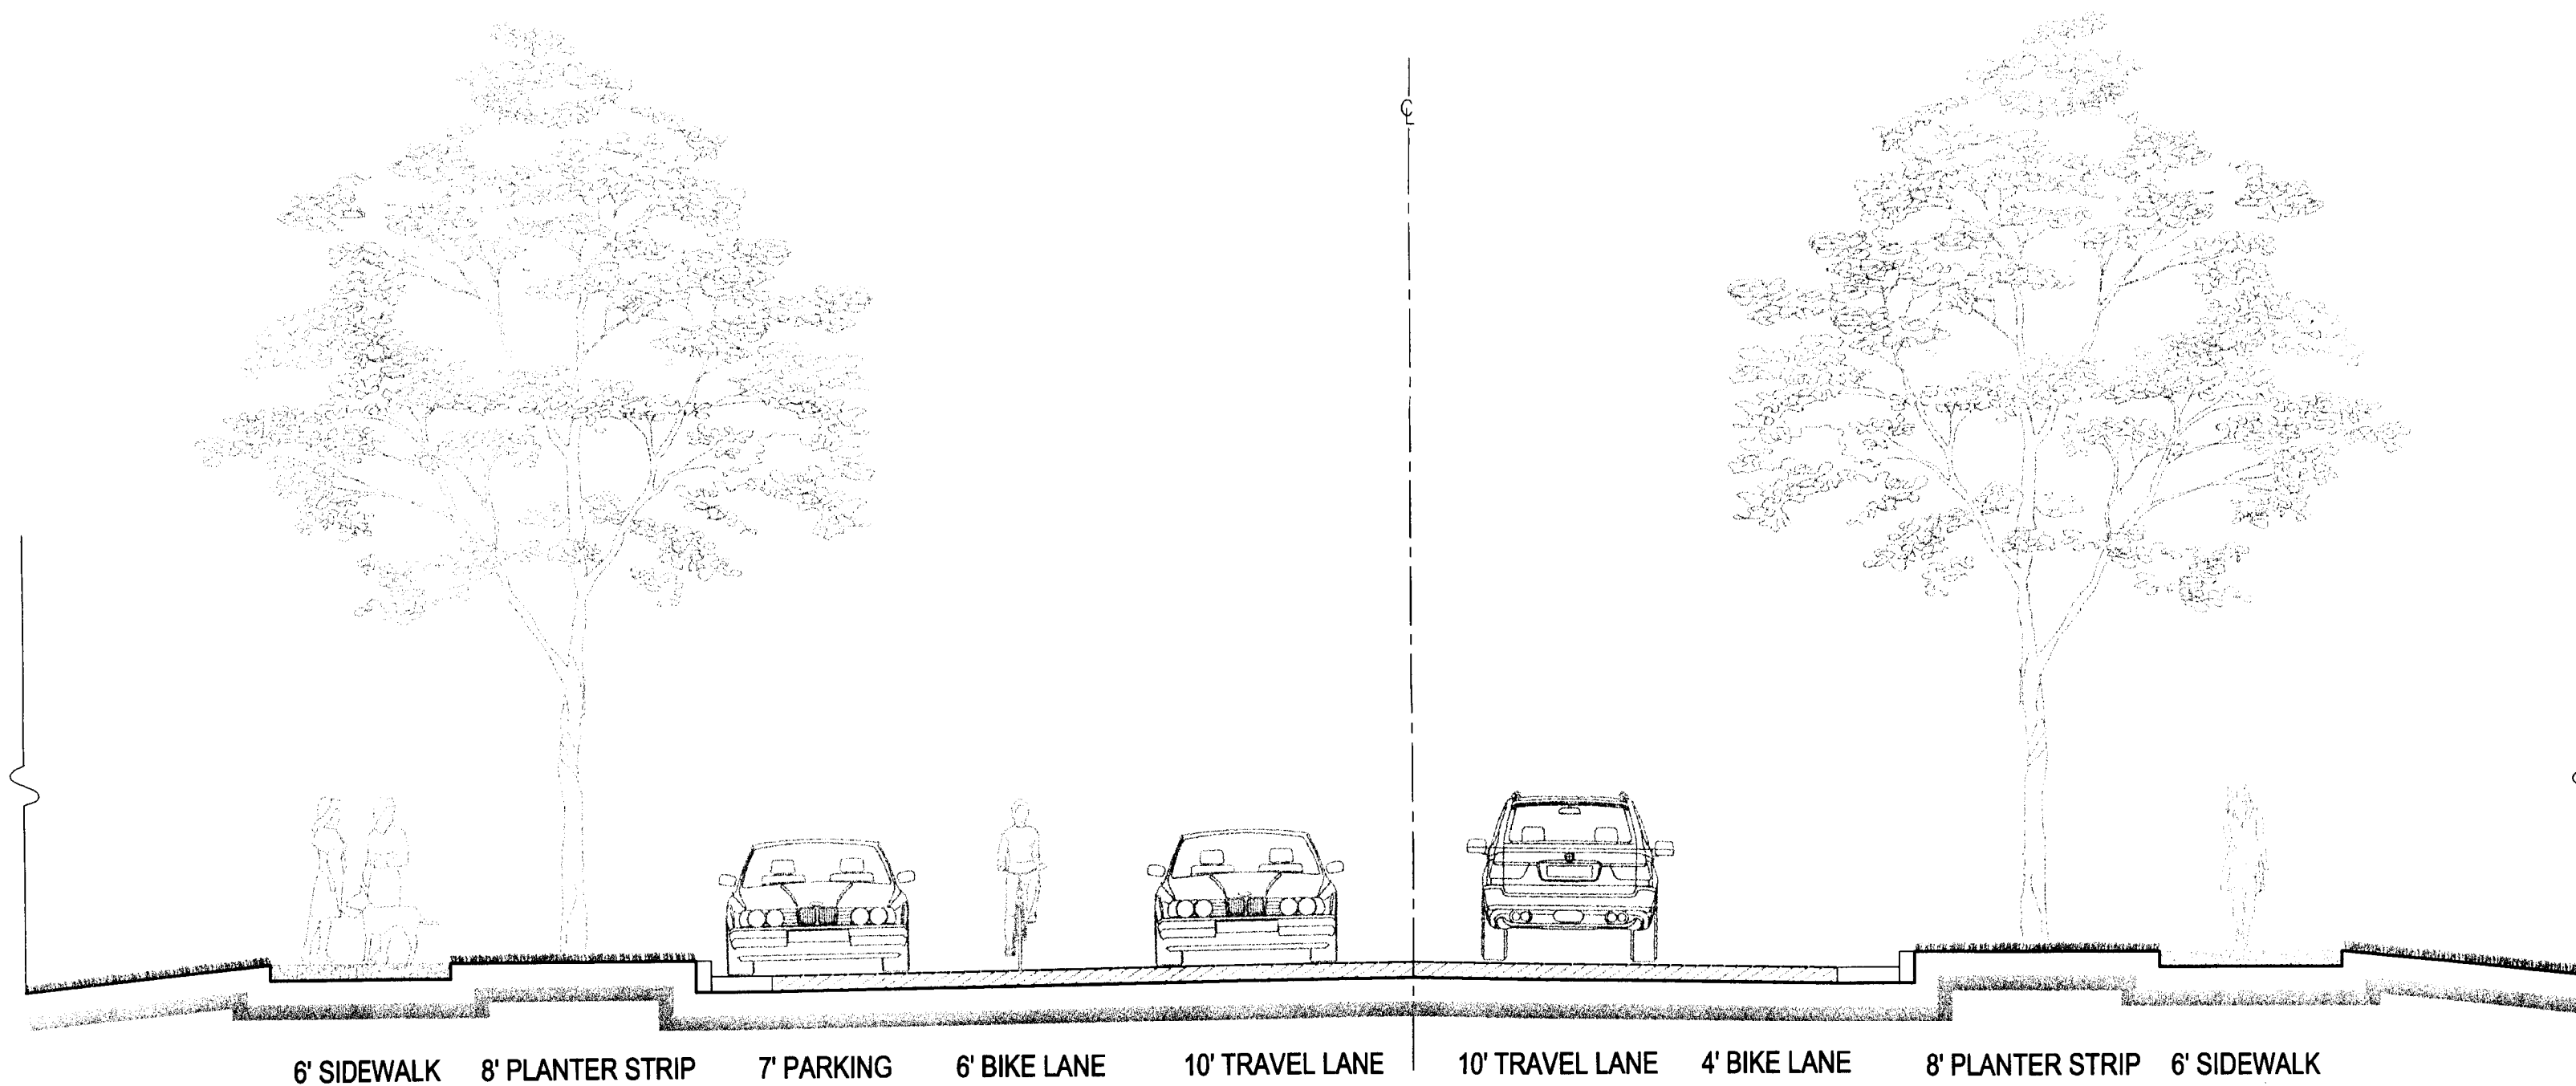 ℄
6' SIDEWALK 8' PLANTER STRIP 7' PARKING 6' BIKE LANE 10' TRAVEL LANE 10' TRAVEL LANE 4' BIKE LANE 8' PLANTER STRIP 6' SIDEWALK